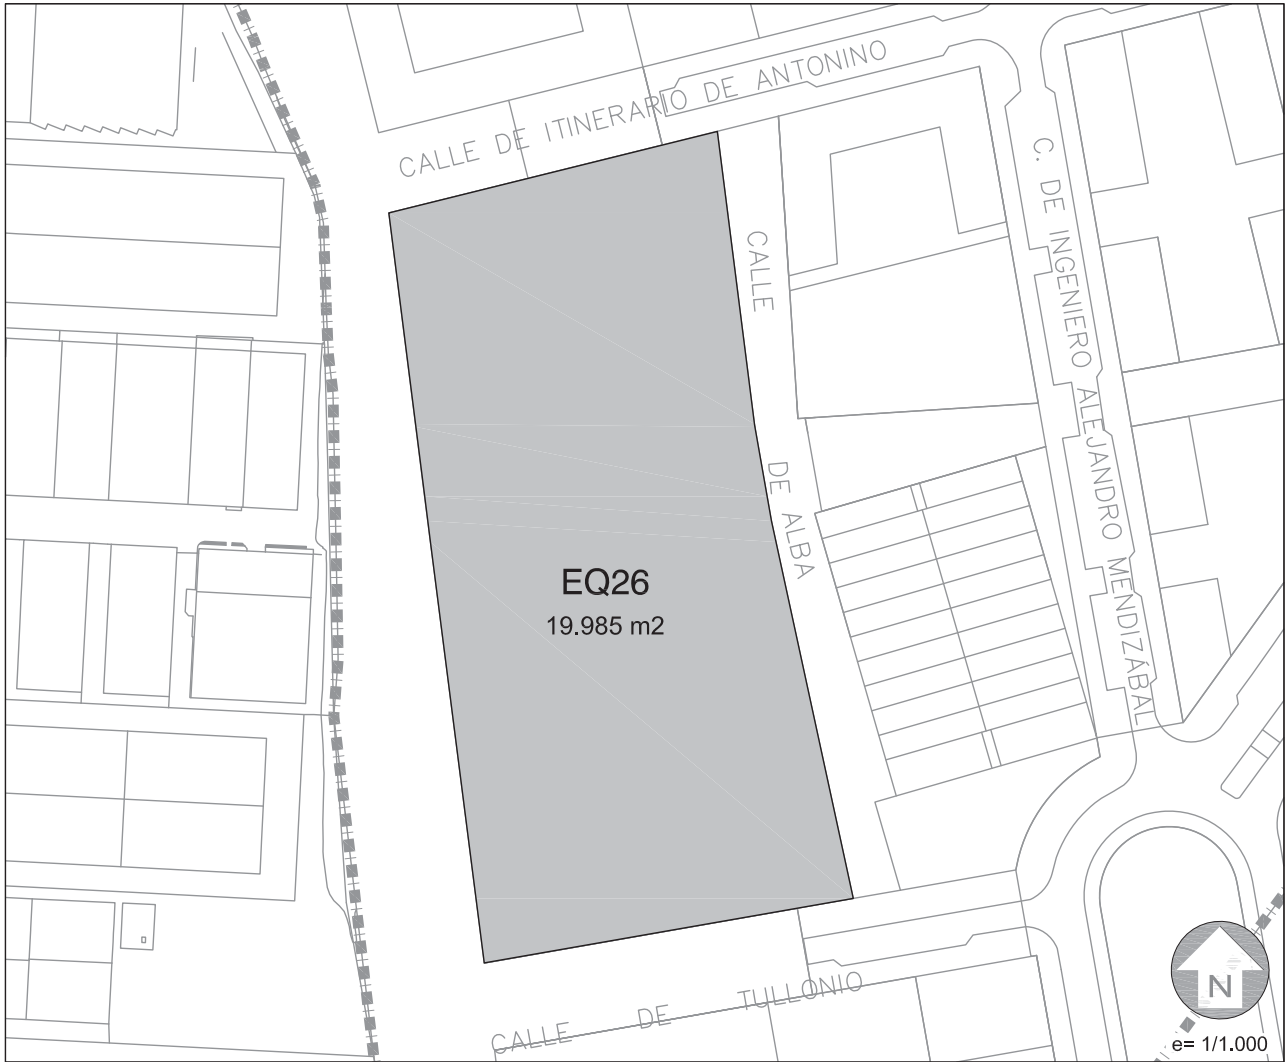 CALLE DE ITINERARIO DE ANTONINO
C. DE INGENIERO ALEJANDRO MENDIZÁBAL
CALLE DE ALBA
EQ26
19.985 m2
CALLE DE TULLONIO
N
e= 1/1.000